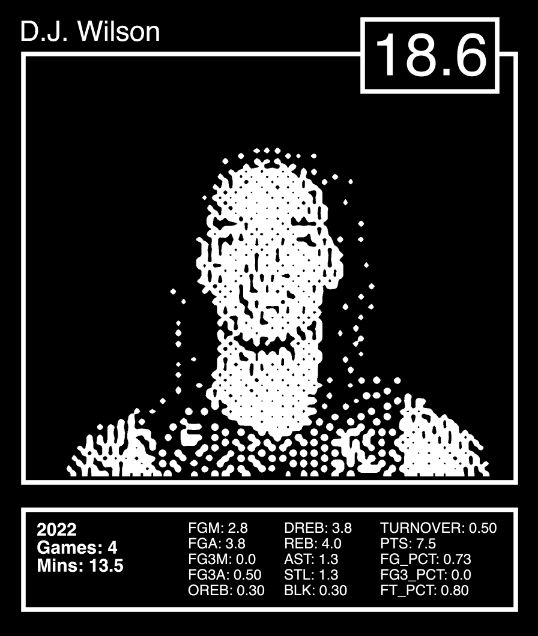 D.J. Wilson
18.6
2022
Games: 4
Mins: 13.5
FGM: 2.8
FGA: 3.8
FG3M: 0.0
FG3A: 0.50
OREB: 0.30
DREB: 3.8
REB: 4.0
AST: 1.3
STL: 1.3
BLK: 0.30
TURNOVER: 0.50
PTS: 7.5
FG_PCT: 0.73
FG3_PCT: 0.0
FT_PCT: 0.80